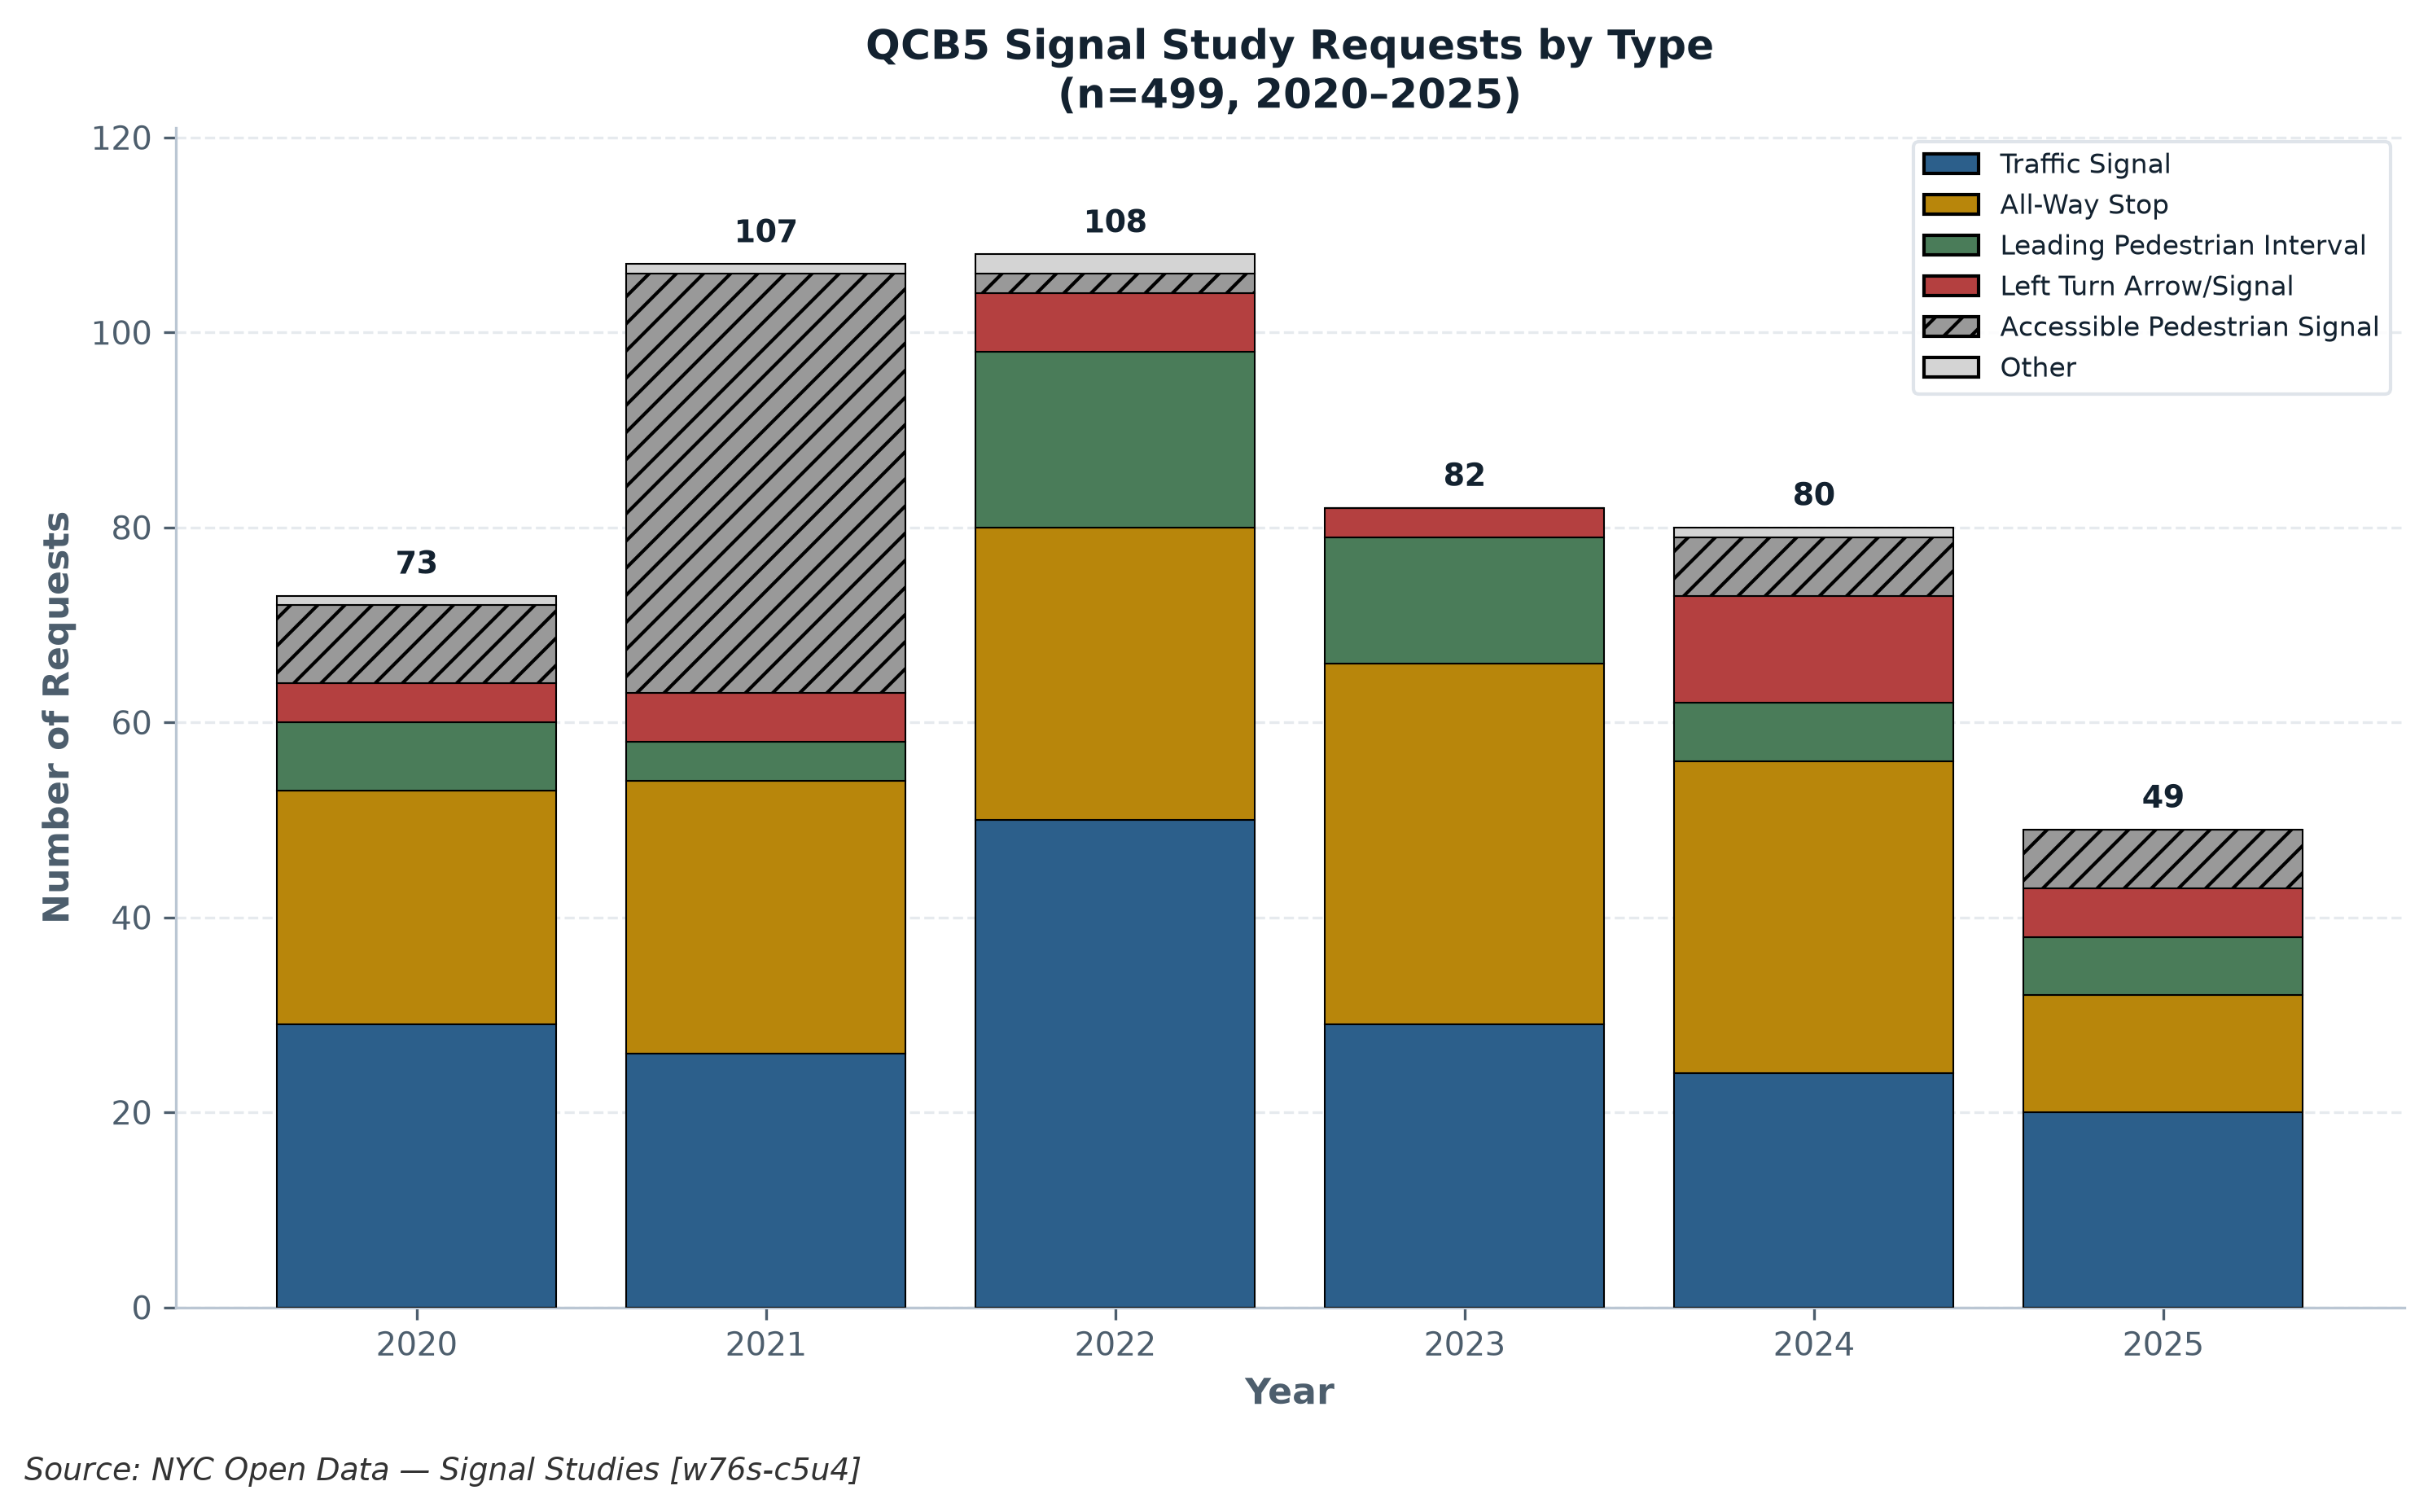 QCB5 Signal Study Requests by Type
(n=499, 2020–2025)
Number of Requests
120
100
80
60
40
20
0
73
107
108
82
80
49
Traffic Signal
All-Way Stop
Leading Pedestrian Interval
Left Turn Arrow/Signal
Accessible Pedestrian Signal
Other
2020 2021 2022 2023 2024 2025
Year
Source: NYC Open Data — Signal Studies [w76s-c5u4]